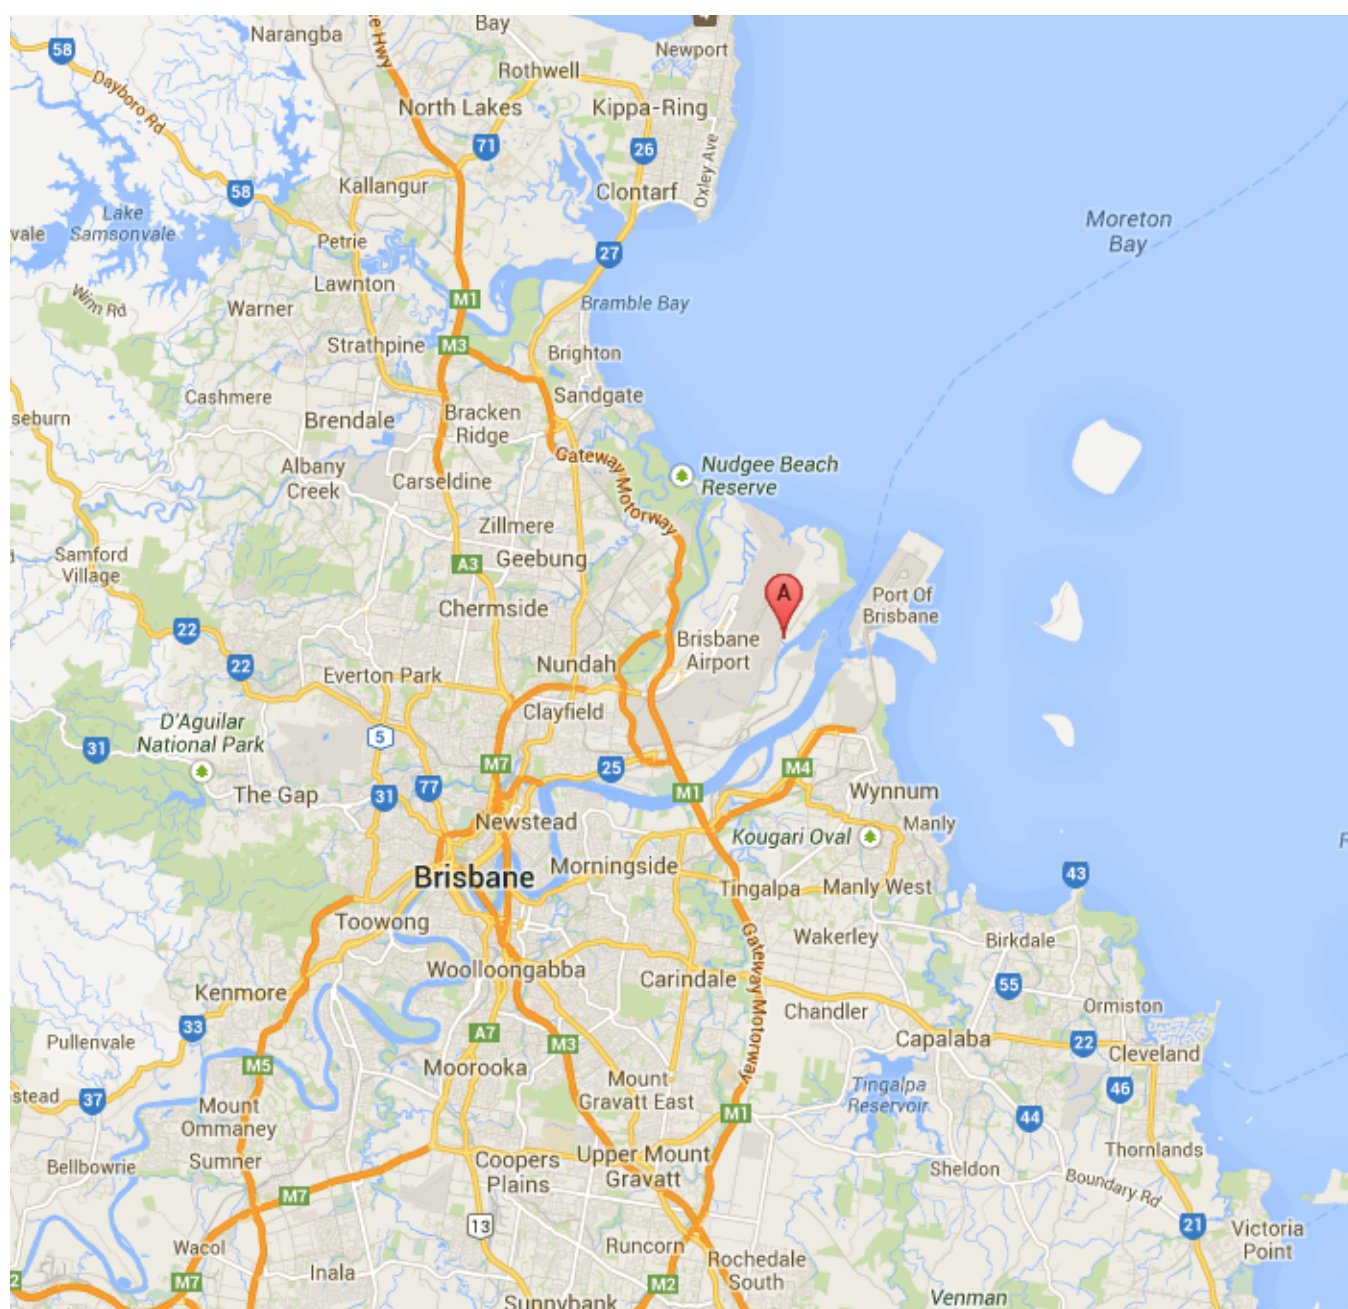 Narangba
Bay
Newport
e Hwy
58
Rothwell
Dayboro Rd
North Lakes
Kippa-Ring
71
26
Oxley Ave
Kallangur
58
Clontarf
Lake
Samsonvale
vale
Moreton
Bay
Petrie
27
Lawnton
Warner
M1
Bramble Bay
Strathpine
M3
Brighton
Cashmere
Sandgate
seburn
Brendale
Bracken
Ridge
Albany
Creek
Carseldine
Gateway Motorway
Nudgee Beach
Reserve
Zillmere
Samford
Village
A3
Geebung
A
Chermside
Port Of
Brisbane
22
22
Brisbane
Airport
Nundah
Everton Park
Clayfield
D'Aguilar
National Park
5
31
M7
25
M4
The Gap
31
77
M1
Wynnum
Newstead
Kougari Oval
Manly
Morningside
Brisbane
Tingalpa
Manly West
43
Toowong
Gateway Motorway
Wakerley
Birkdale
Woolloongabba
Carindale
55
Kenmore
Chandler
Ormiston
33
Pullenvale
A7
M3
Capalaba
22
Cleveland
M5
Moorooka
Mount
Gravatt East
Tingalpa
Reservoir
46
stead
37
Mount
Ommaney
M1
44
Bellbowrie
Sumner
Coopers
Plains
Upper Mount
Gravatt
Thornlands
Sheldon
Boundary Rd
M7
13
21
Victoria
Point
Wacol
Runcorn
Rochedale
South
2
M7
Inala
M2
Sunnybank
Venman